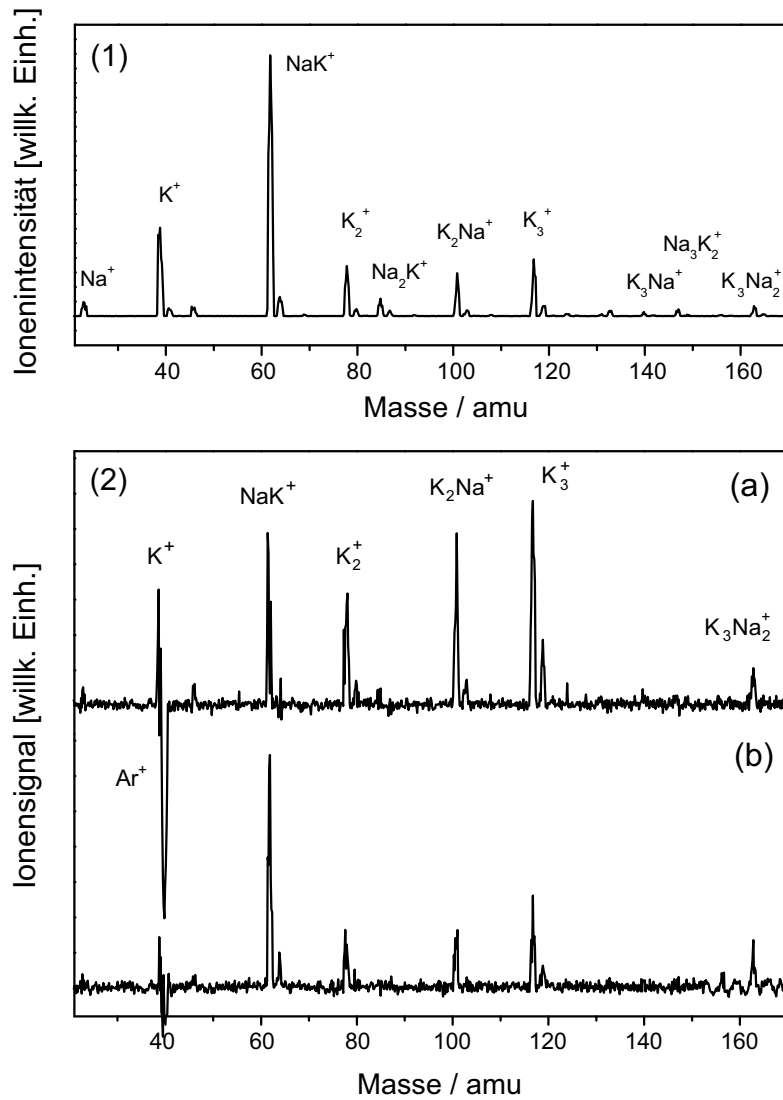 Ionenintensität [willk. Einh.]
(1)
NaK⁺
K⁺
Na⁺
K₂⁺
Na₂K⁺
K₂Na⁺
K₃⁺
Na₃K₂⁺
K₃Na⁺
K₃Na₂⁺
40 60 80 100 120 140 160
Masse / amu
Ionensignal [willk. Einh.]
(2)
(a)
K⁺
NaK⁺
K₂⁺
K₂Na⁺
K₃⁺
K₃Na₂⁺
Ar⁺
(b)
40 60 80 100 120 140 160
Masse / amu